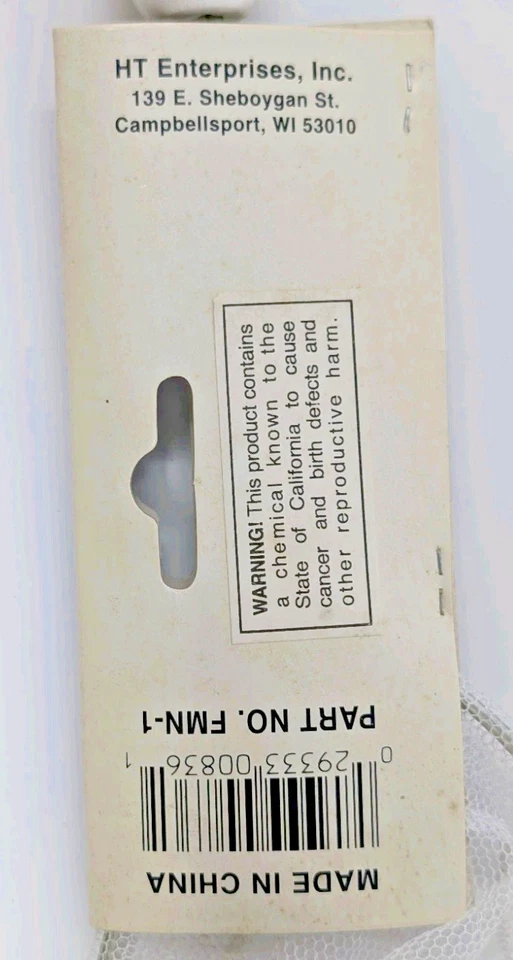 HT Enterprises, Inc.
139 E. Sheboygan St.
Campbellsport, WI 53010
WARNING! This product contains
a chemical known to the
State of California to cause
cancer and birth defects and
other reproductive harm.
PART NO. FMN-1
0 29333 00836 1
MADE IN CHINA